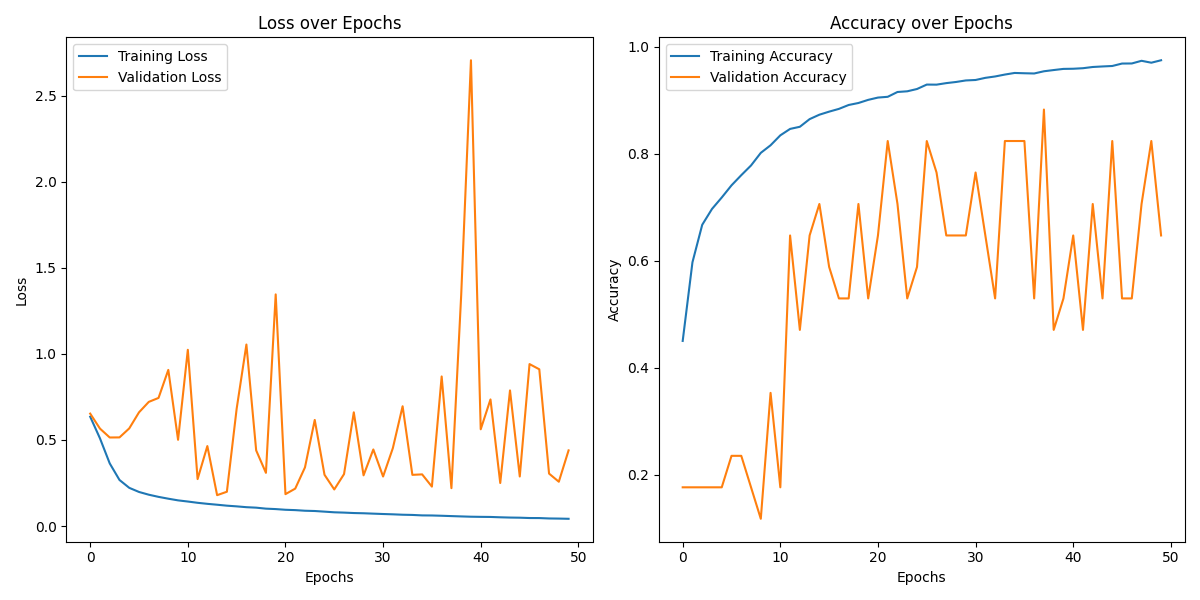 Loss over Epochs
Training Loss
Validation Loss
2.5
2.0
1.5
1.0
0.5
0.0
Loss
0 10 20 30 40 50
Epochs
Accuracy over Epochs
Training Accuracy
Validation Accuracy
1.0
0.8
0.6
0.4
0.2
Accuracy
0 10 20 30 40 50
Epochs